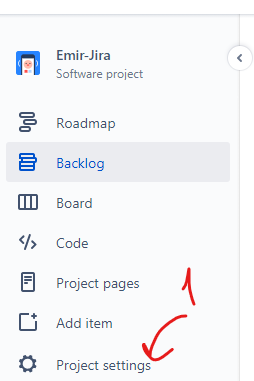 Emir-Jira
Software project
Roadmap
Backlog
Board
Code
Project pages
1
Add item
Project settings